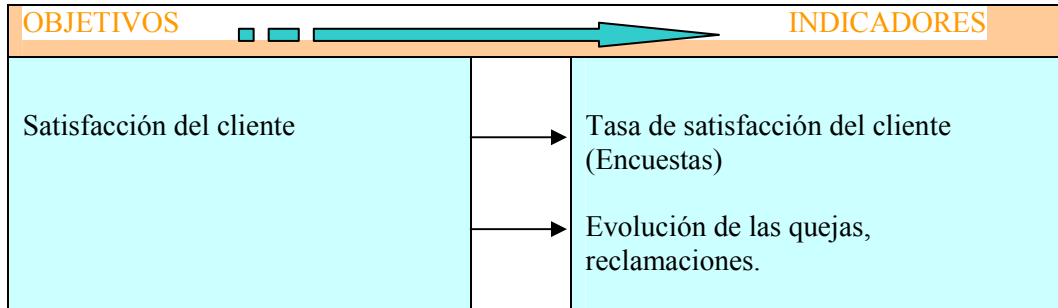 OBJETIVOS
INDICADORES
Satisfacción del cliente
Tasa de satisfacción del cliente
(Encuestas)
Evolución de las quejas,
reclamaciones.